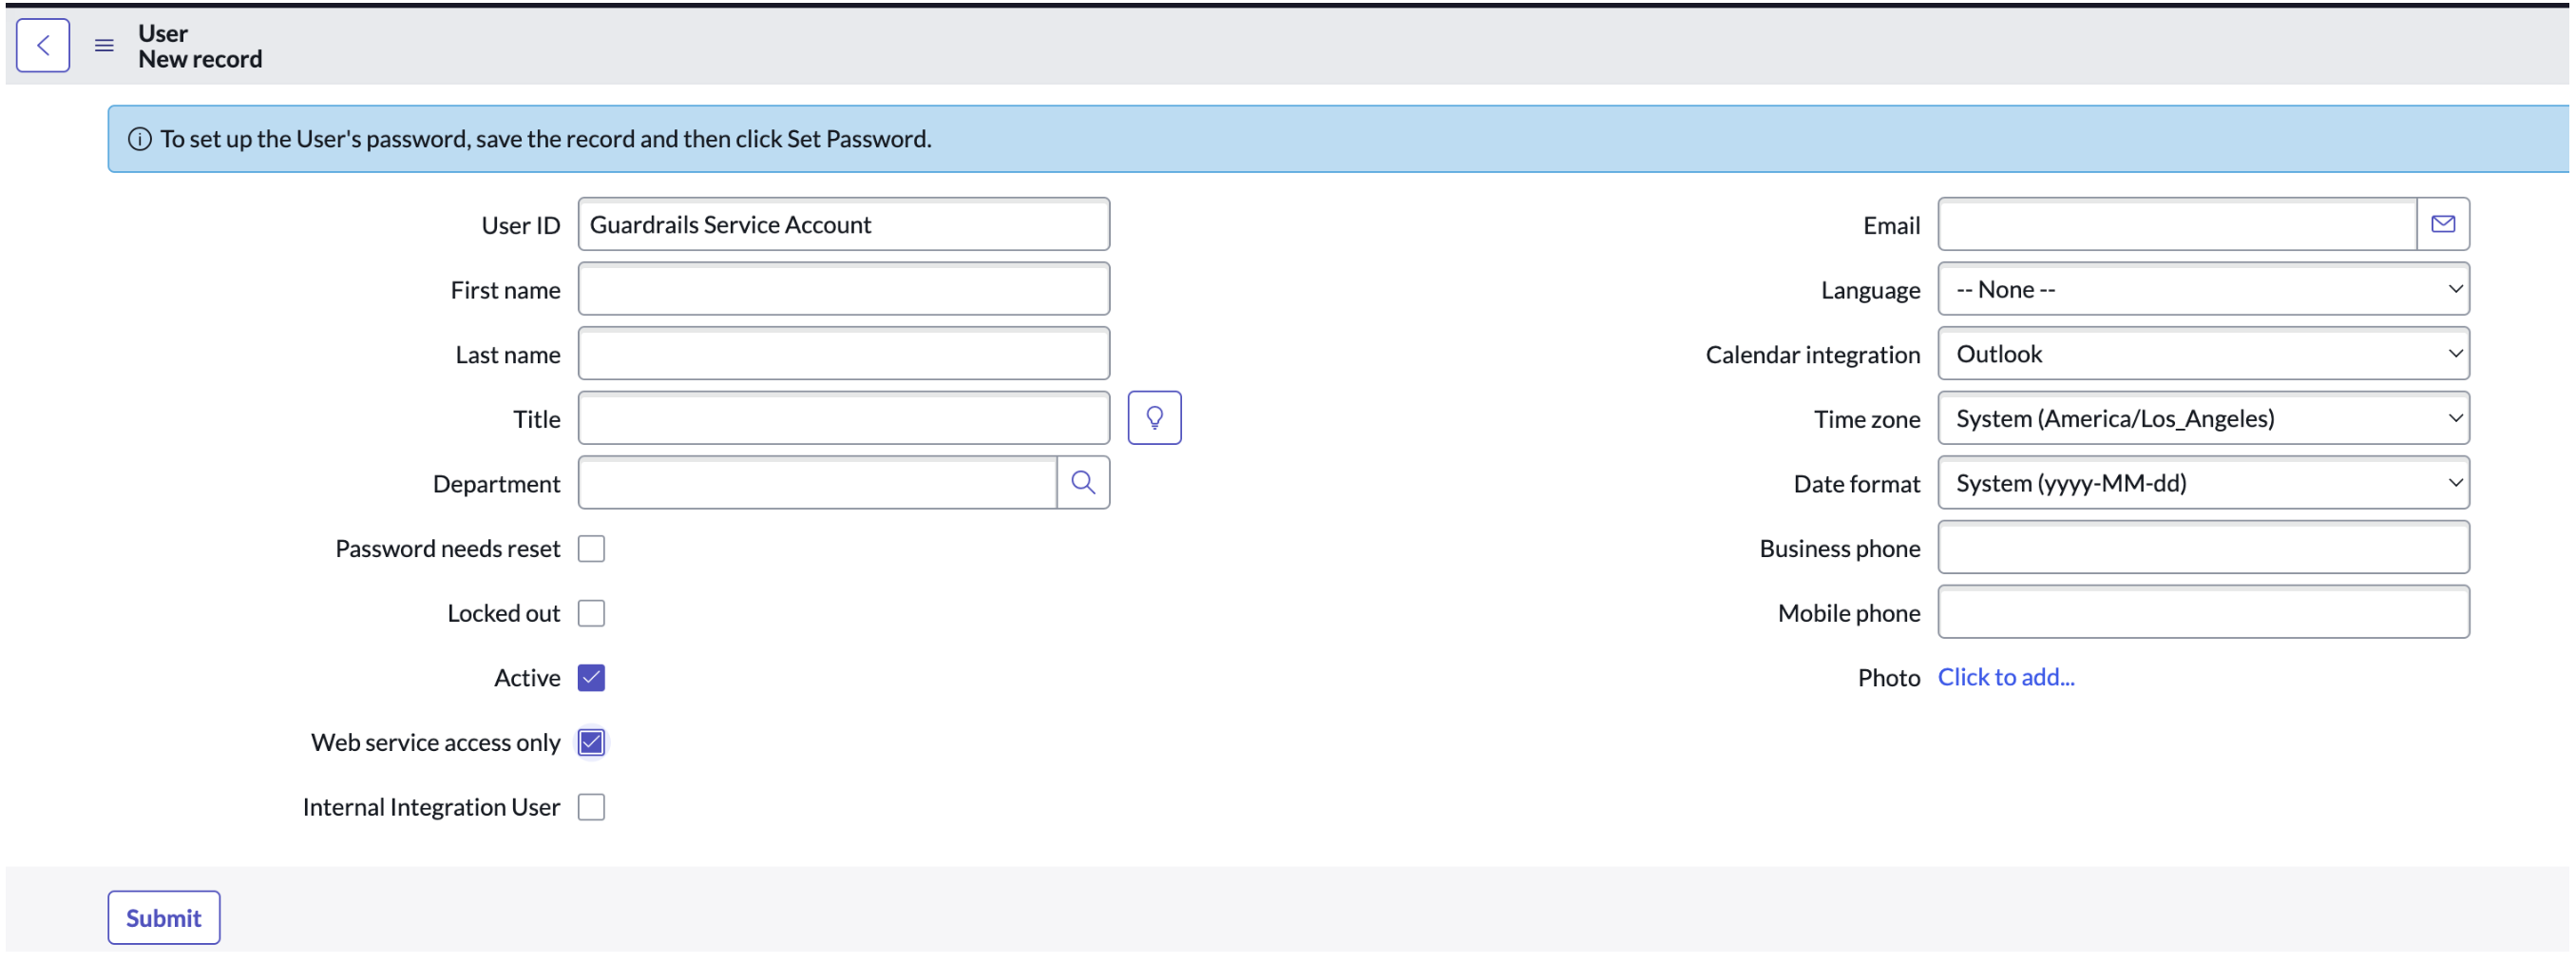 User
New record
To set up the User's password, save the record and then click Set Password.
User ID Guardrails Service Account
First name
Last name
Title
Department
Password needs reset
Locked out
Active
Web service access only
Internal Integration User
Email
Language -- None --
Calendar integration Outlook
Time zone System (America/Los_Angeles)
Date format System (yyyy-MM-dd)
Business phone
Mobile phone
Photo Click to add...
Submit